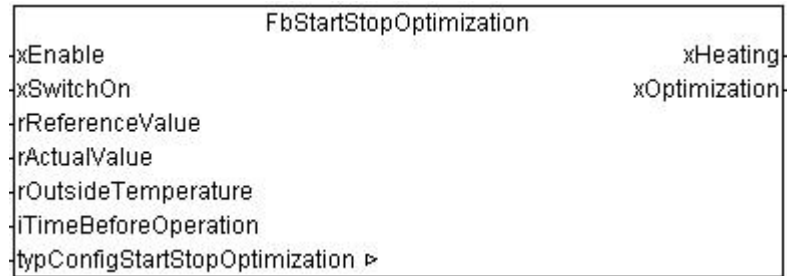 FbStartStopOptimization
xEnable xHeating
xSwitchOn xOptimization
rReferenceValue
rActualValue
rOutsideTemperature
iTimeBeforeOperation
typConfigStartStopOptimization ▷